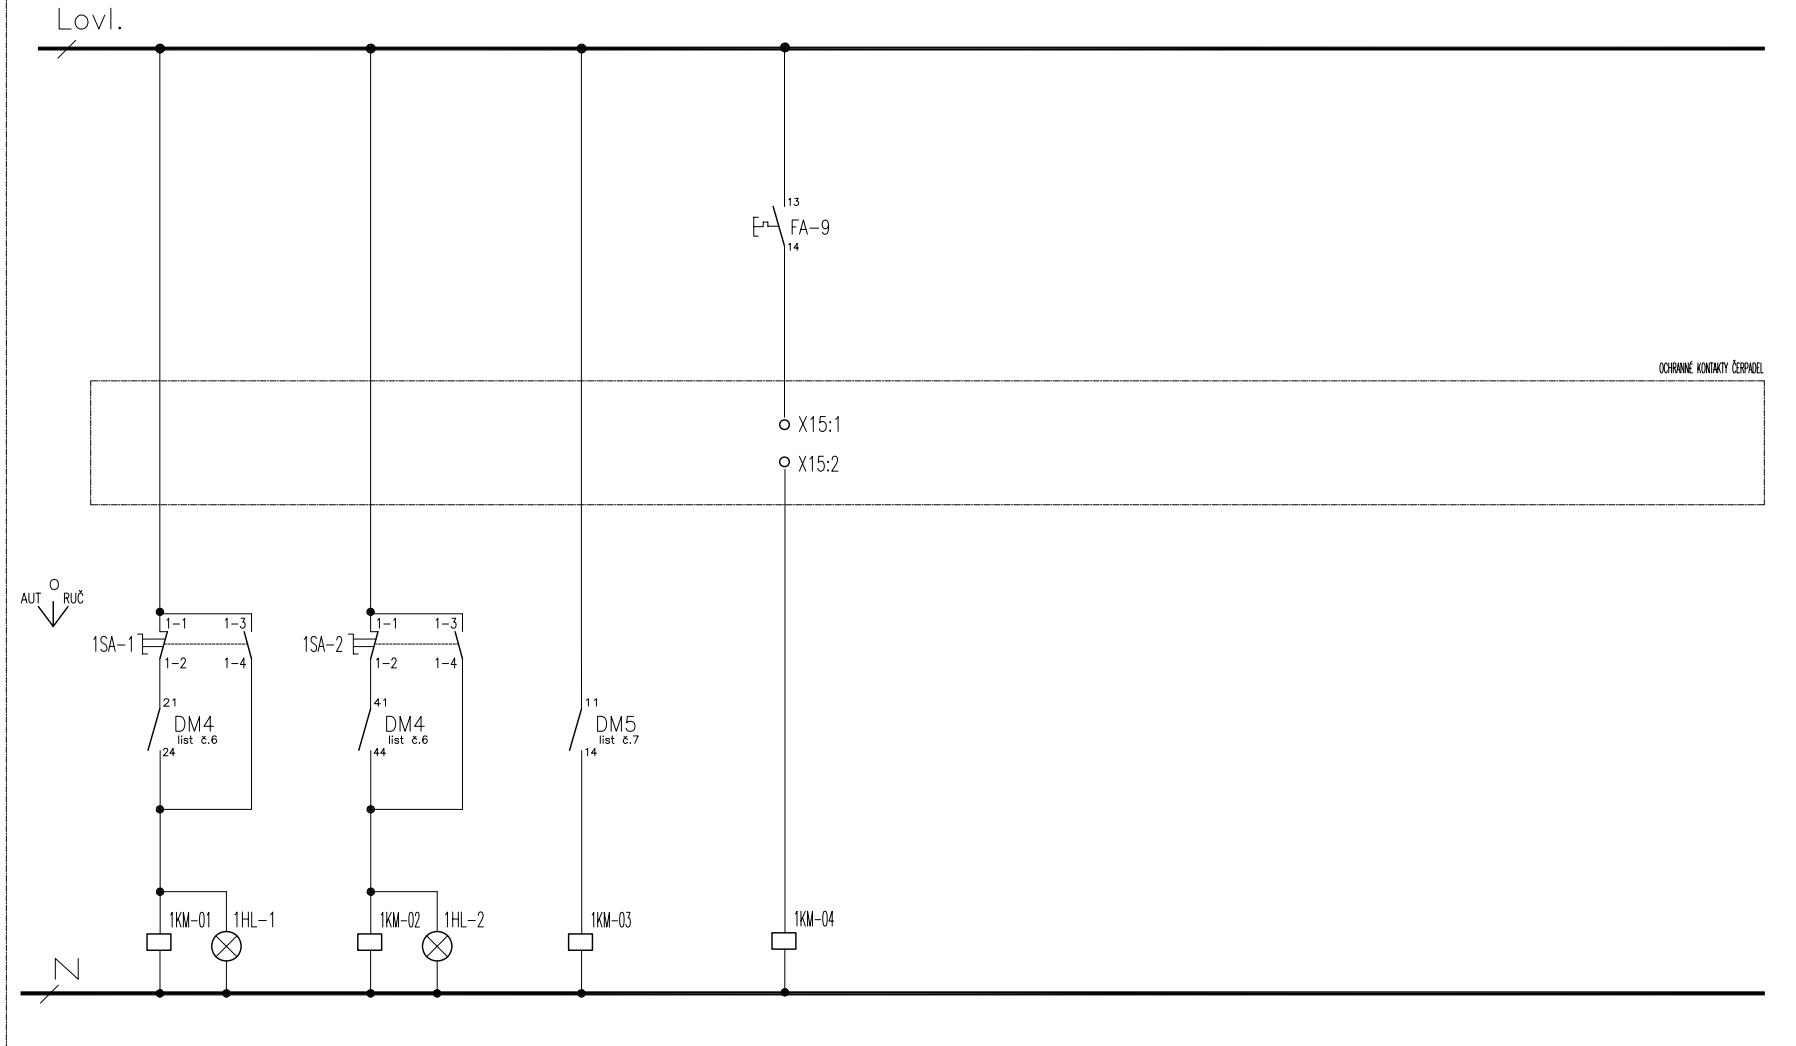 Lovl.
13
FA-9
14
OCHRANNÉ KONTAKTY ČERPADEL
X15:1
X15:2
O
AUT RUČ
1-1 1-3
1SA-1
1-2 1-4
1-1 1-3
1SA-2
1-2 1-4
21
DM4
list č.6
24
41
DM4
list č.6
44
11
DM5
list č.7
14
1KM-01 1HL-1
1KM-02 1HL-2
1KM-03
1KM-04
N